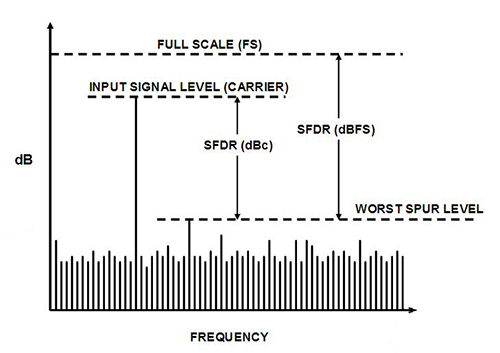 FULL SCALE (FS)
INPUT SIGNAL LEVEL (CARRIER)
SFDR (dBFS)
SFDR (dBc)
dB
WORST SPUR LEVEL
FREQUENCY